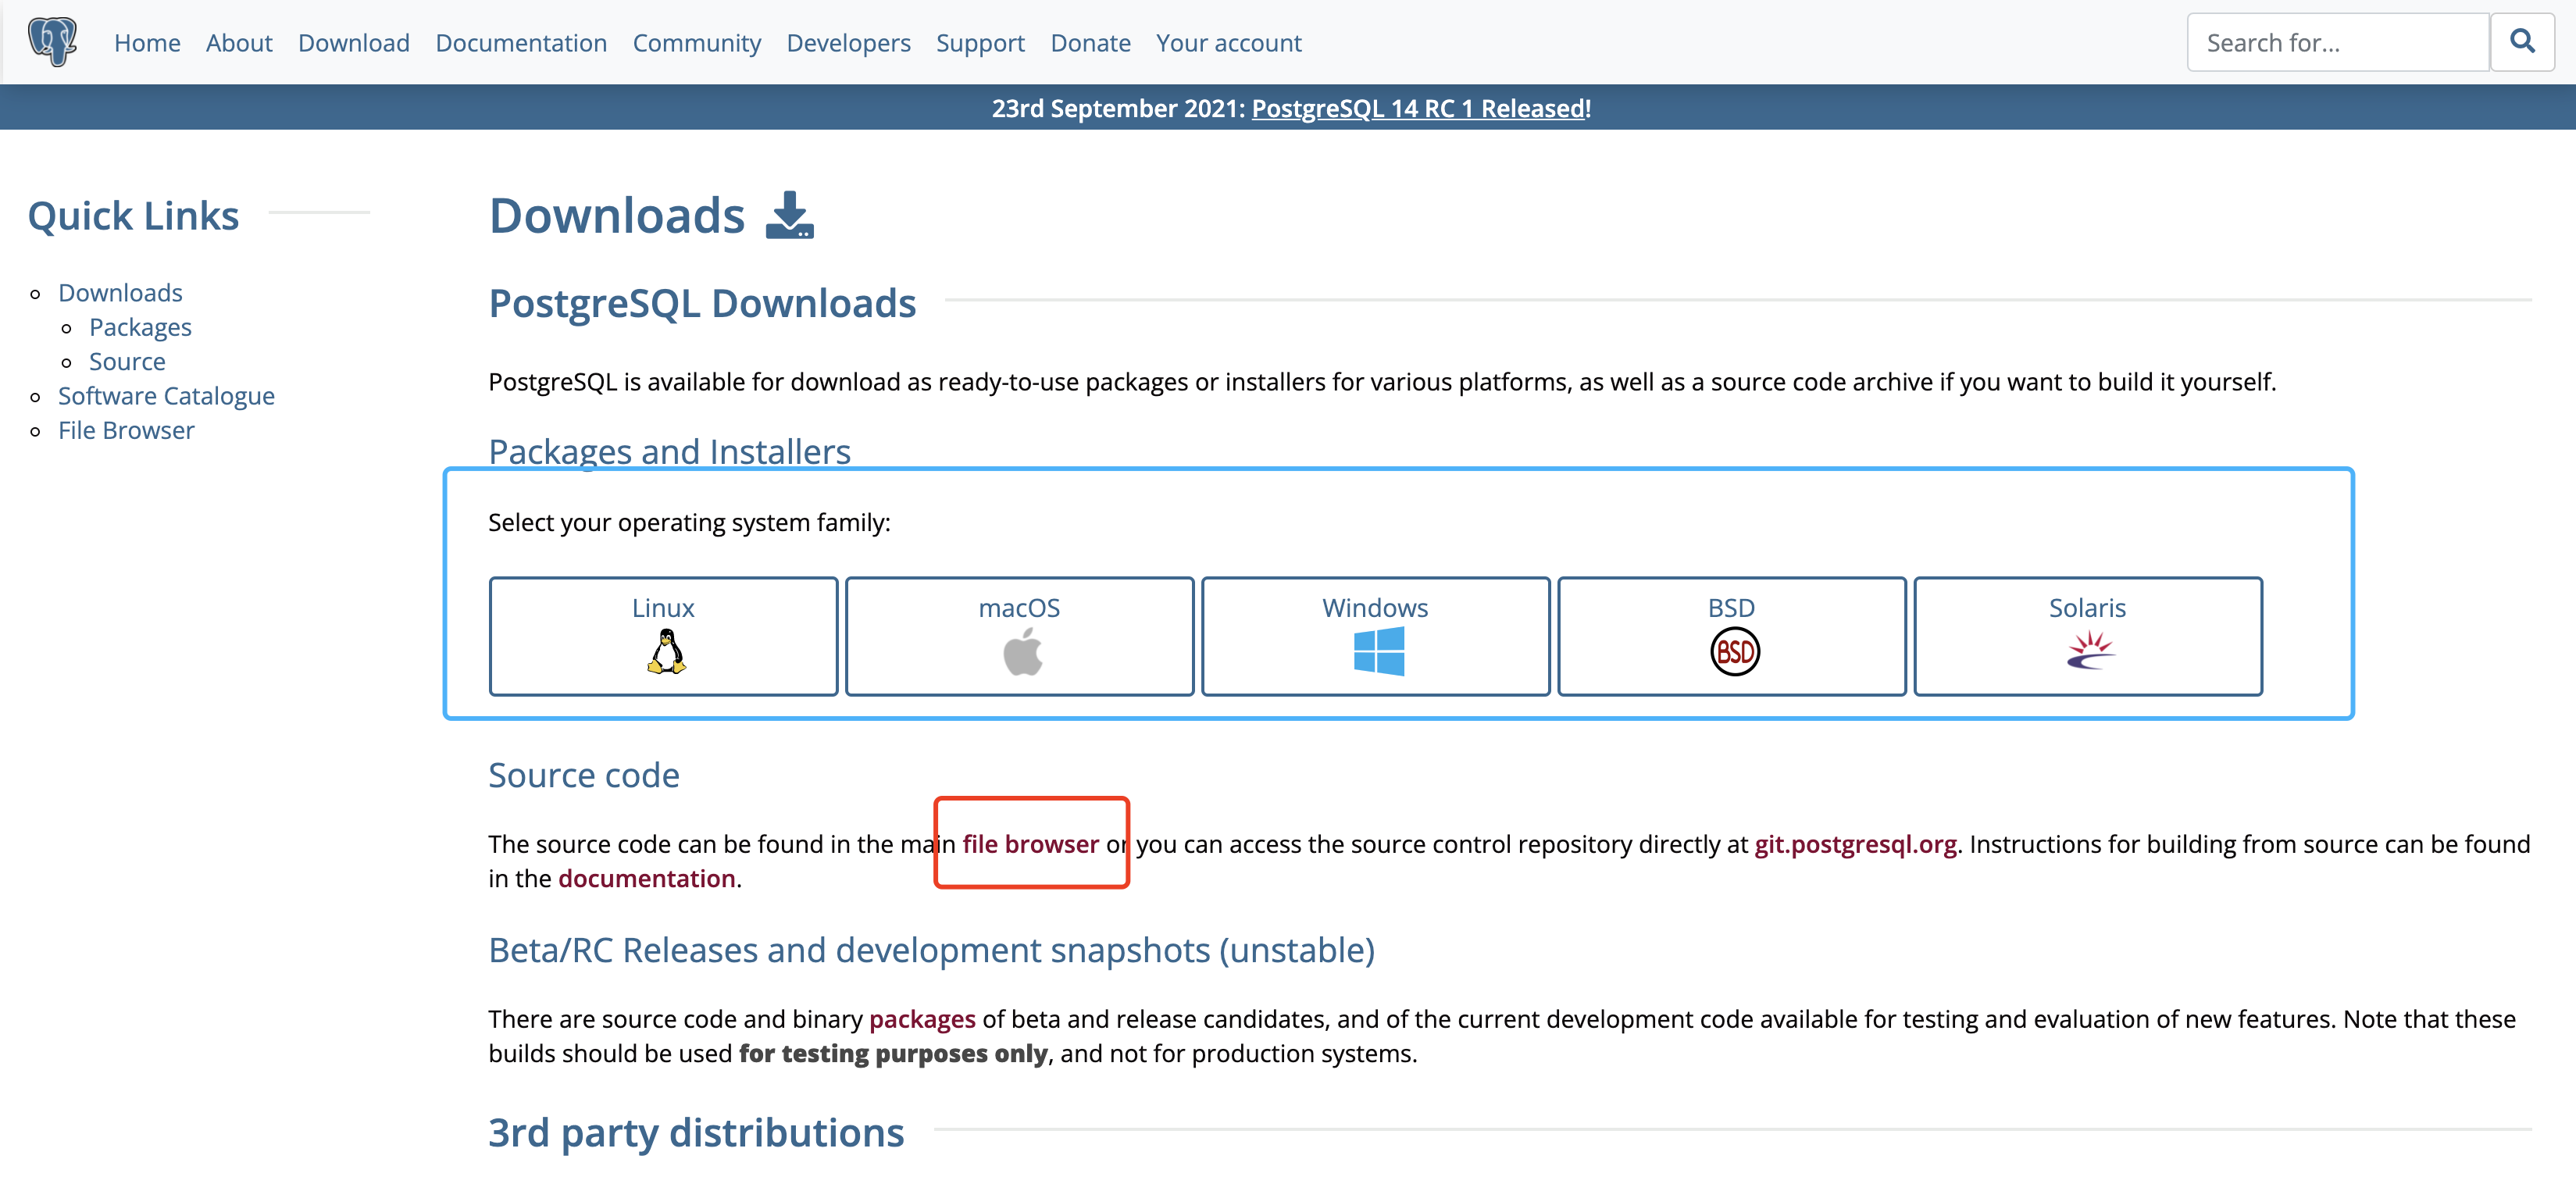 Home About Download Documentation Community Developers Support Donate Your account Search for...
23rd September 2021: PostgreSQL 14 RC 1 Released!
Quick Links
Downloads
Packages
Source
Software Catalogue
File Browser
Downloads
PostgreSQL Downloads
PostgreSQL is available for download as ready-to-use packages or installers for various platforms, as well as a source code archive if you want to build it yourself.
Packages and Installers
Select your operating system family:
Linux
macOS
Windows
BSD
BSD
Solaris
Source code
The source code can be found in the main file browser or you can access the source control repository directly at git.postgresql.org. Instructions for building from source can be found
in the documentation.
Beta/RC Releases and development snapshots (unstable)
There are source code and binary packages of beta and release candidates, and of the current development code available for testing and evaluation of new features. Note that these
builds should be used for testing purposes only, and not for production systems.
3rd party distributions